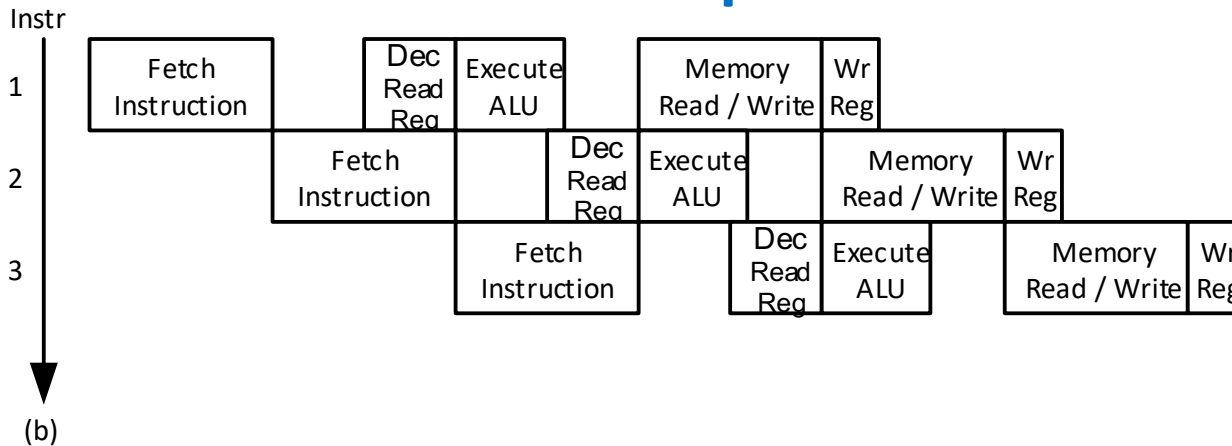 Instr
1
Fetch
Instruction
Dec
Read
Reg
Execute
ALU
Memory
Read / Write
Wr
Reg
2
Fetch
Instruction
Dec
Read
Reg
Execute
ALU
Memory
Read / Write
Wr
Reg
3
Fetch
Instruction
Dec
Read
Reg
Execute
ALU
Memory
Read / Write
Wr
Reg
(b)